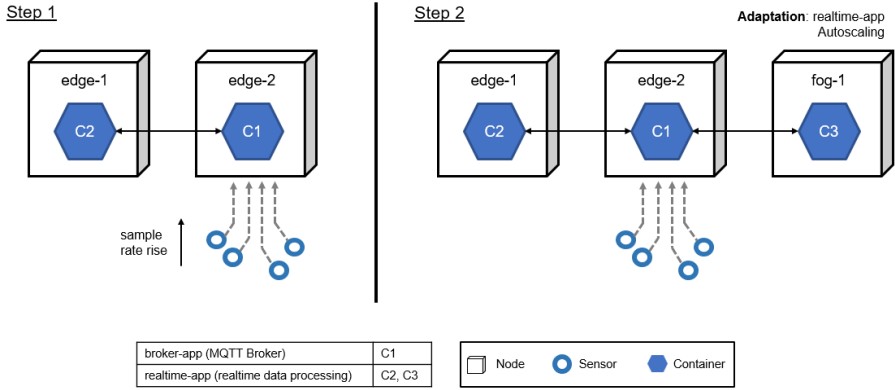 Step 1
edge-1
edge-2
C2
C1
sample
rate rise
Step 2
Adaptation: realtime-app
Autoscaling
edge-1
edge-2
fog-1
C2
C1
C3
broker-app (MQTT Broker) C1
realtime-app (realtime data processing) C2, C3
Node Sensor Container